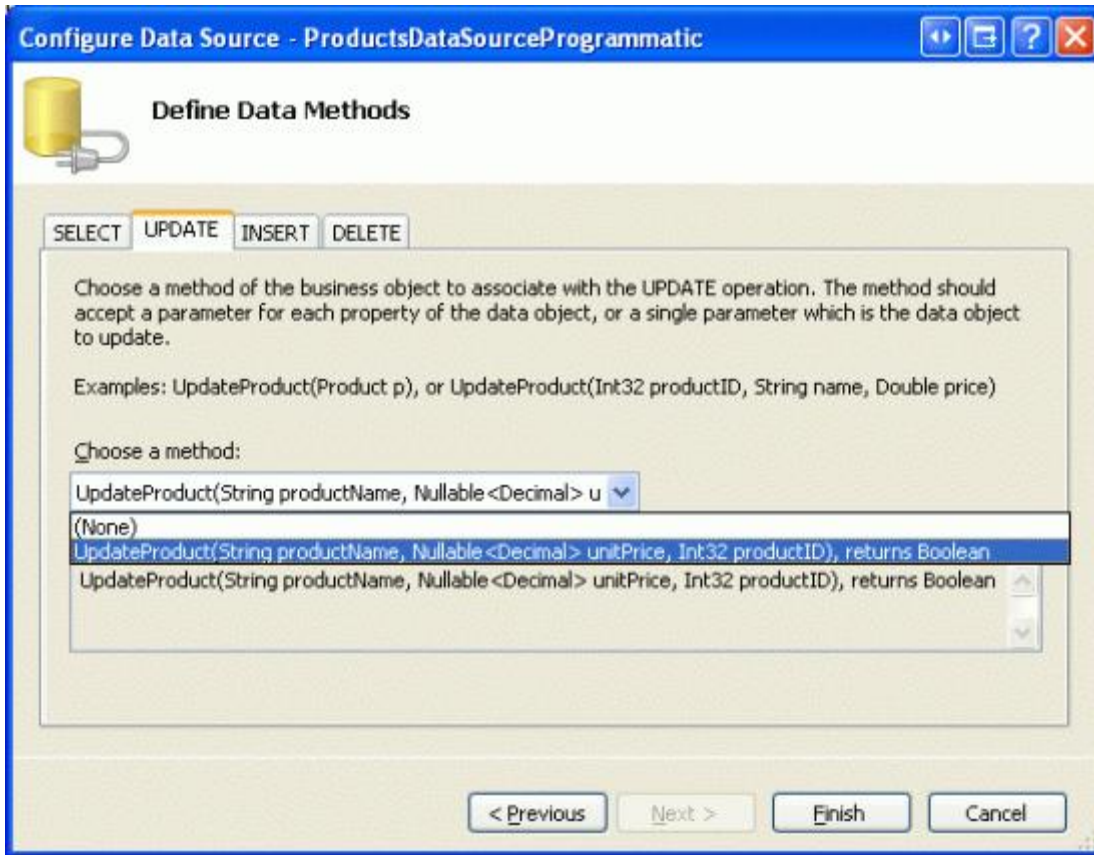 Configure Data Source - ProductsDataSourceProgrammatic
Define Data Methods
SELECT UPDATE INSERT DELETE
Choose a method of the business object to associate with the UPDATE operation. The method should
accept a parameter for each property of the data object, or a single parameter which is the data object
to update.
Examples: UpdateProduct(Product p), or UpdateProduct(Int32 productID, String name, Double price)
Choose a method:
UpdateProduct(String productName, Nullable<Decimal> u
(None)
UpdateProduct(String productName, Nullable<Decimal> unitPrice, Int32 productID), returns Boolean
UpdateProduct(String productName, Nullable<Decimal> unitPrice, Int32 productID), returns Boolean
< Previous Next > Finish Cancel